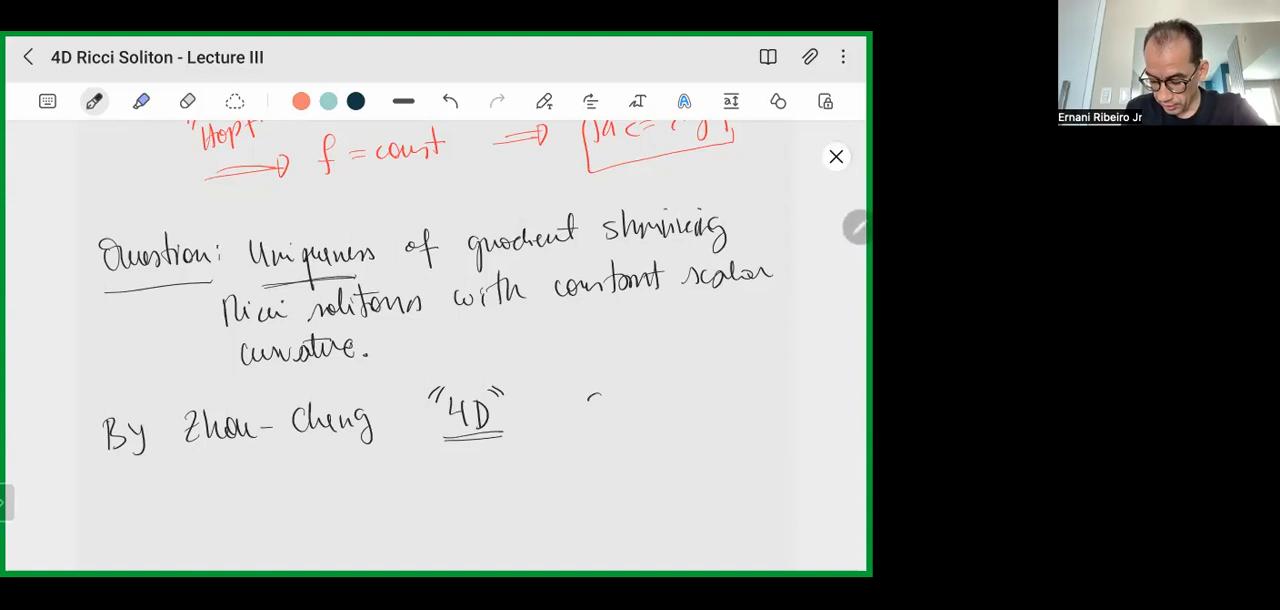 4D Ricci Soliton - Lecture III
"Hopf"
⟹ f = const ⟹
Question: Uniqueness of gradient shrinking
Ricci solitons with constant scalar
curvature.
By Zhou - Cheng "4D"
Ernani Ribeiro Jr